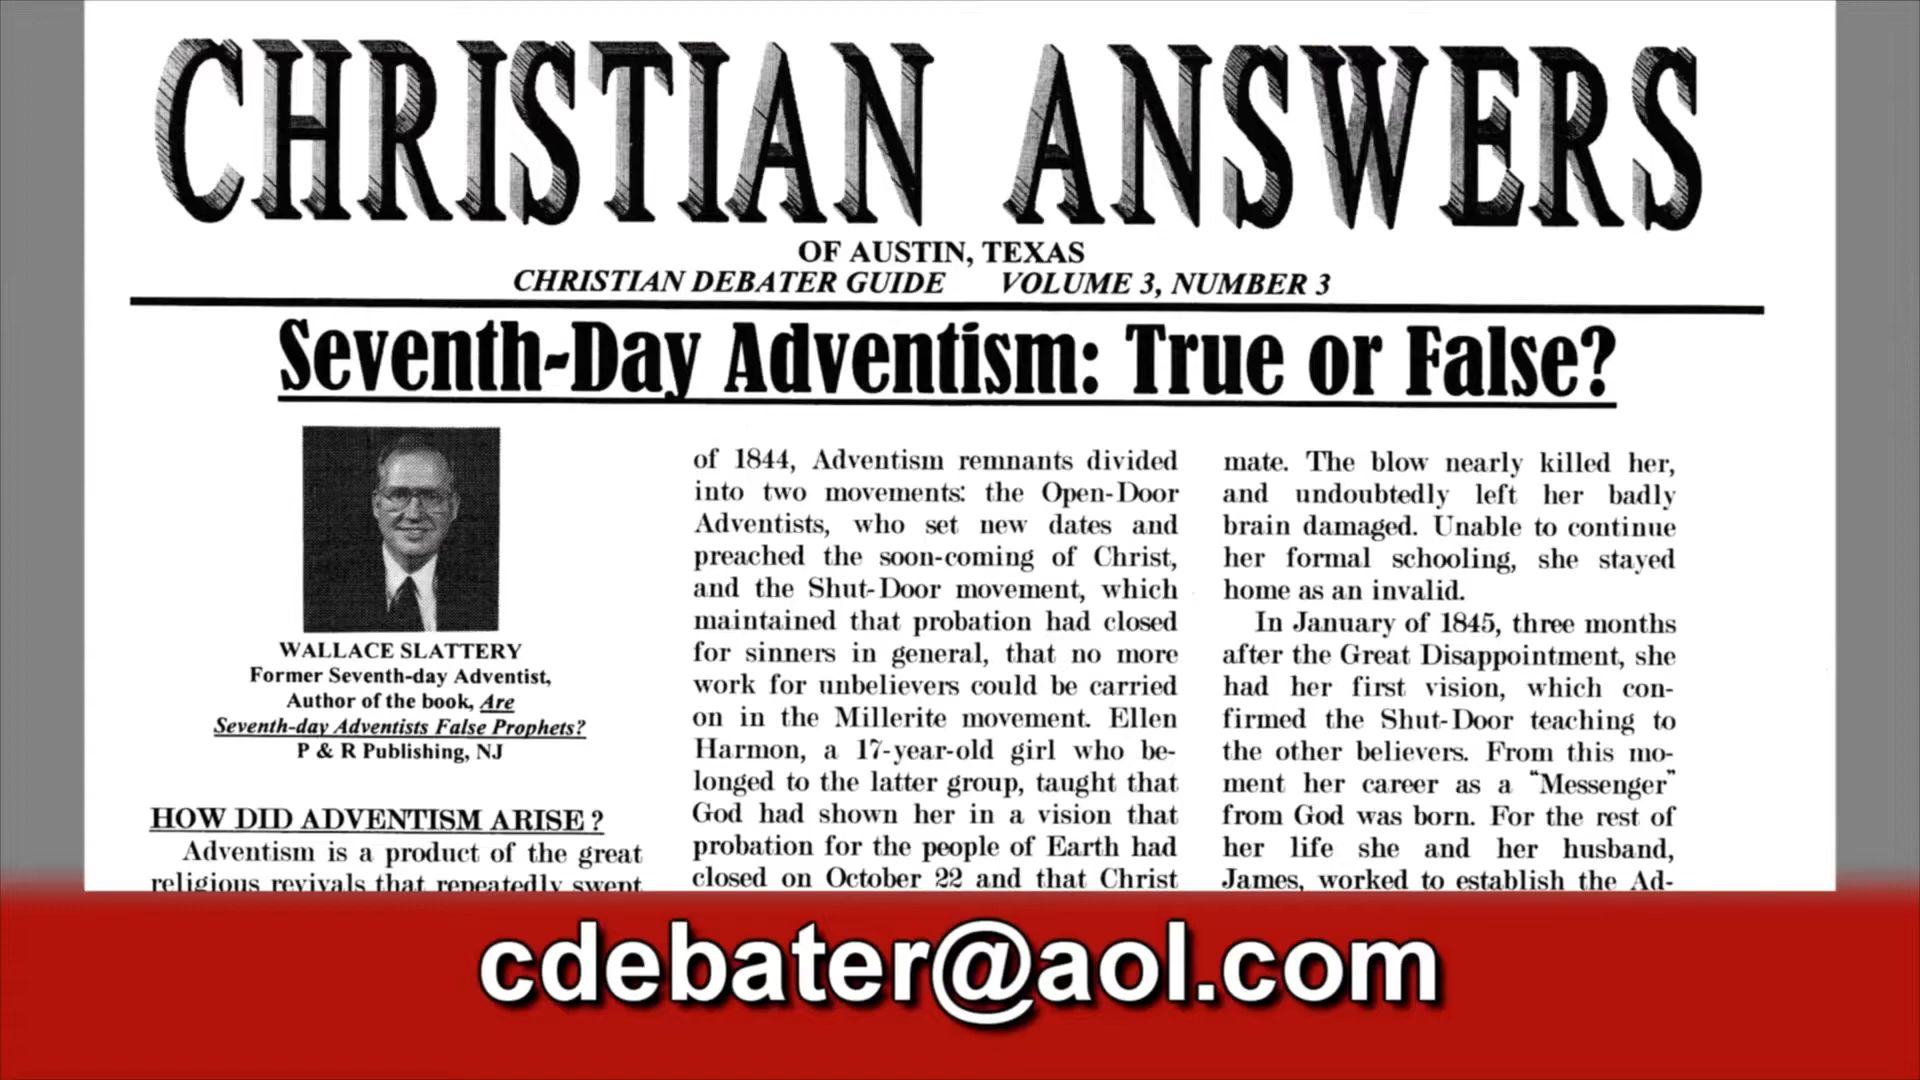 CHRISTIAN ANSWERS
OF AUSTIN, TEXAS
CHRISTIAN DEBATER GUIDE VOLUME 3, NUMBER 3
Seventh-Day Adventism: True or False?
WALLACE SLATTERY
Former Seventh-day Adventist,
Author of the book, Are
Seventh-day Adventists False Prophets?
P & R Publishing, NJ
HOW DID ADVENTISM ARISE ?
Adventism is a product of the great
religious revivals that repeatedly swept
of 1844, Adventism remnants divided
into two movements: the Open-Door
Adventists, who set new dates and
preached the soon-coming of Christ,
and the Shut-Door movement, which
maintained that probation had closed
for sinners in general, that no more
work for unbelievers could be carried
on in the Millerite movement. Ellen
Harmon, a 17-year-old girl who be-
longed to the latter group, taught that
God had shown her in a vision that
probation for the people of Earth had
closed on October 22 and that Christ
mate. The blow nearly killed her,
and undoubtedly left her badly
brain damaged. Unable to continue
her formal schooling, she stayed
home as an invalid.
In January of 1845, three months
after the Great Disappointment, she
had her first vision, which con-
firmed the Shut-Door teaching to
the other believers. From this mo-
ment her career as a "Messenger"
from God was born. For the rest of
her life she and her husband,
James, worked to establish the Ad-
cdebater@aol.com